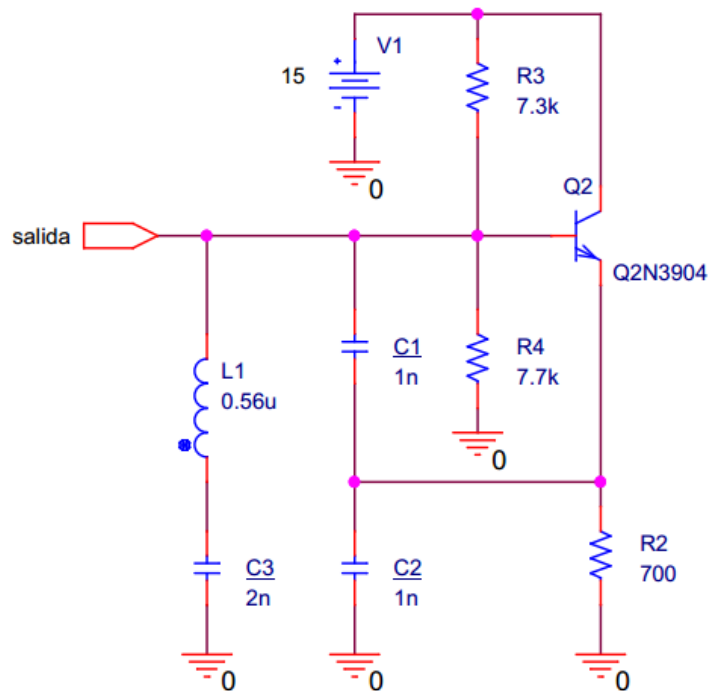 V1
+
15
-
0
R3
7.3k
Q2
Q2N3904
salida
L1
0.56u
C1
1n
R4
7.7k
0
C3
2n
0
C2
1n
0
R2
700
0